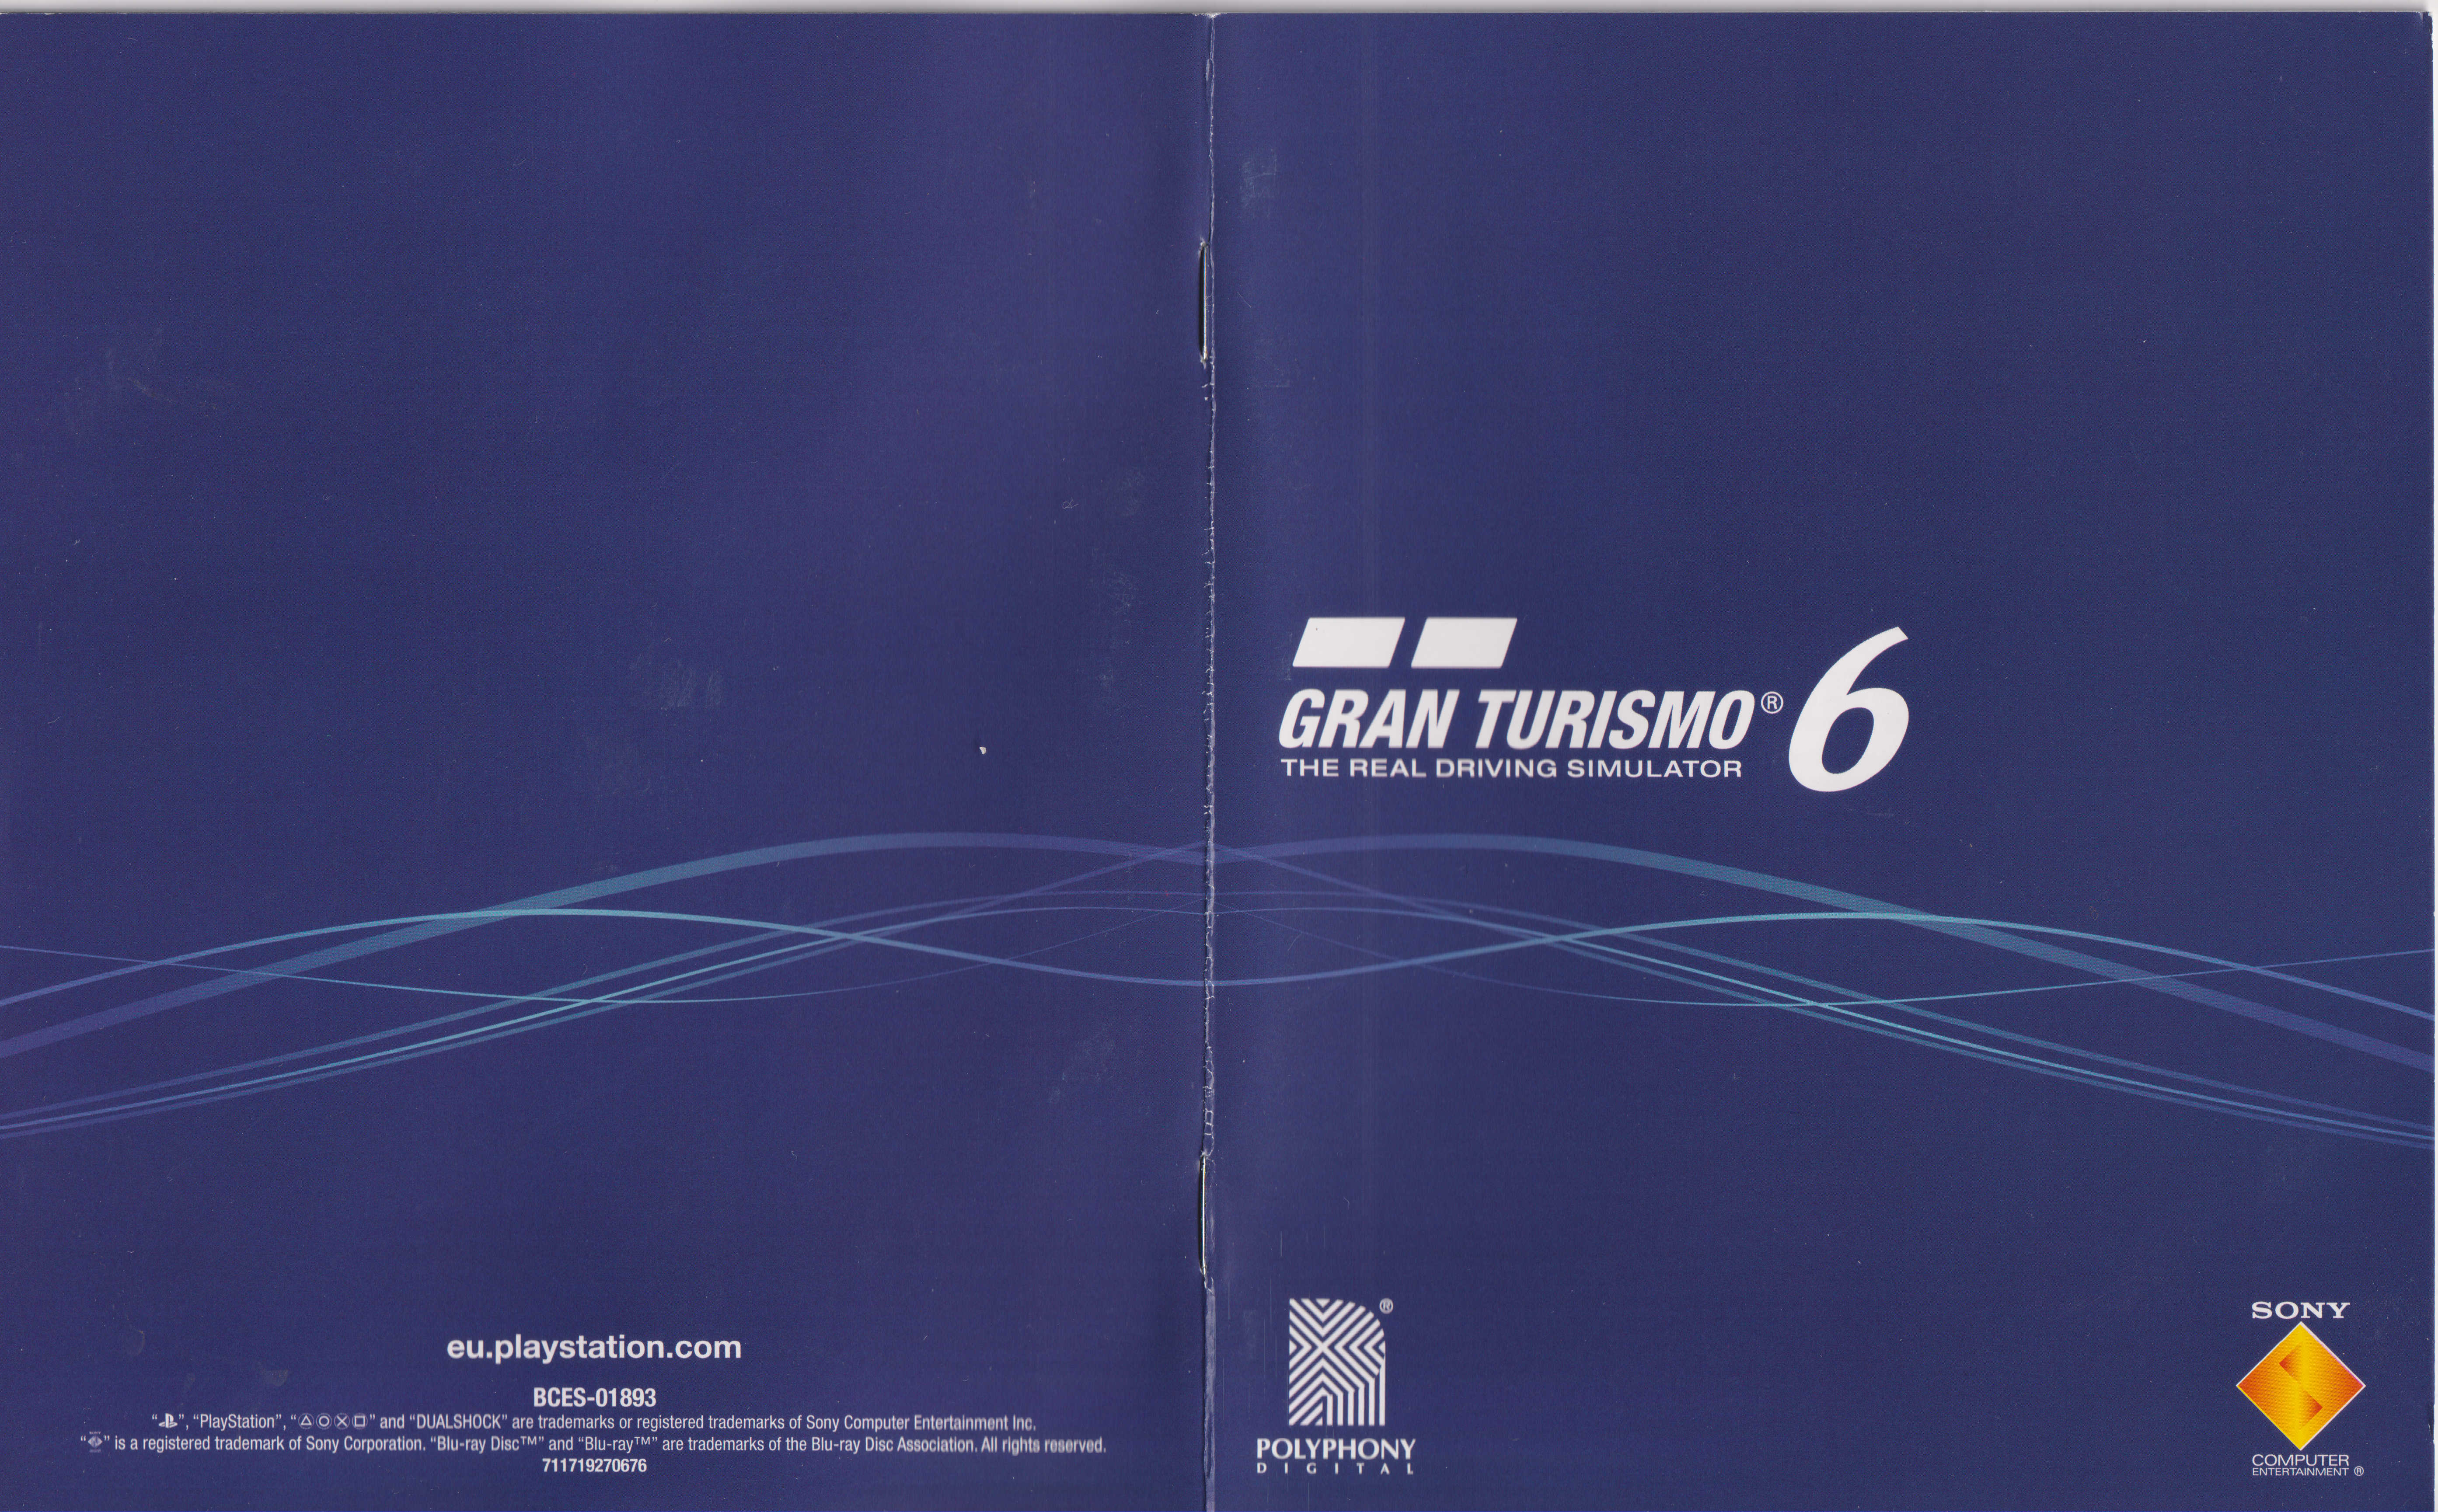 GRAN TURISMO® 6
THE REAL DRIVING SIMULATOR
POLYPHONY®
DIGITAL
SONY
COMPUTER
ENTERTAINMENT ®
eu.playstation.com
BCES-01893
“”, “PlayStation”, “△○✕□” and “DUALSHOCK” are trademarks or registered trademarks of Sony Computer Entertainment Inc.
“” is a registered trademark of Sony Corporation. “Blu-ray Disc™” and “Blu-ray™” are trademarks of the Blu-ray Disc Association. All rights reserved.
711719270676